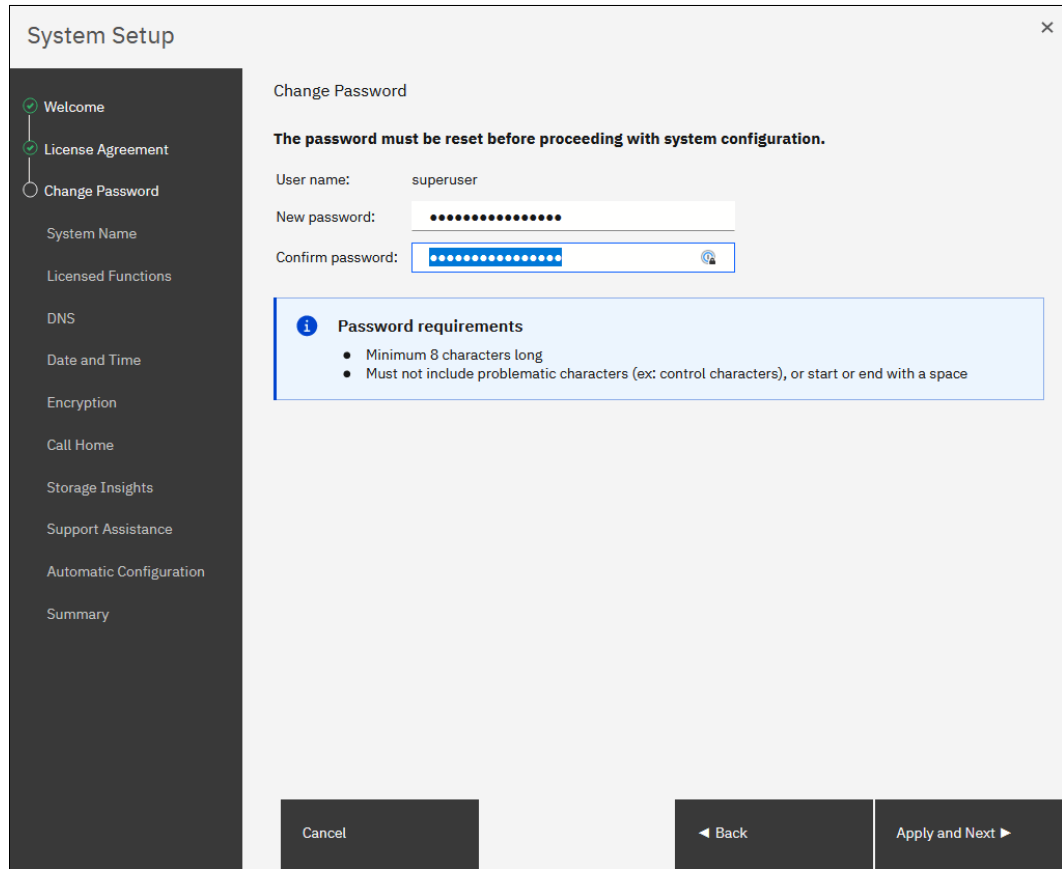 System Setup
Welcome
License Agreement
Change Password
System Name
Licensed Functions
DNS
Date and Time
Encryption
Call Home
Storage Insights
Support Assistance
Automatic Configuration
Summary
Change Password
The password must be reset before proceeding with system configuration.
User name: superuser
New password: ●●●●●●●●●●●●●●●●
Confirm password: ●●●●●●●●●●●●●●●●
Password requirements
● Minimum 8 characters long
● Must not include problematic characters (ex: control characters), or start or end with a space
Cancel
◄ Back
Apply and Next ►